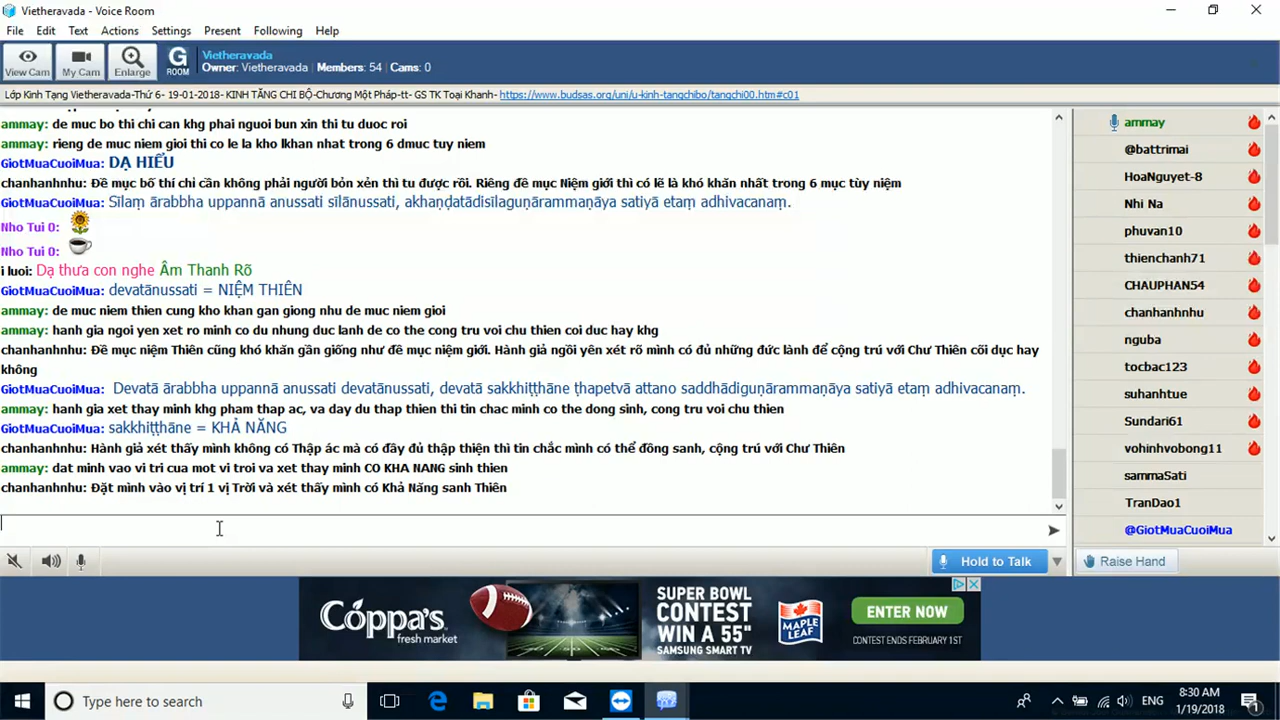 Vietheravada - Voice Room
File Edit Text Actions Settings Present Following Help
View Cam
My Cam
Enlarge
G ROOM
Vietheravada
Owner: Vietheravada | Members: 54 | Cams: 0
Lớp Kinh Tạng Vietheravada-Thứ 6- 19-01-2018- KINH TĂNG CHI BỘ-Chương Một Pháp-tt- GS TK Toại Khanh- https://www.budsas.org/uni/u-kinh-tangchibo/tangchi00.htm#c01
ammay: de muc bo thi chi can khg phai nguoi bun xin thi tu duoc roi
ammay: rieng de muc niem gioi thi co le la kho lkhan nhat trong 6 dmuc tuy niem
GiotMuaCuoiMua: DẠ HIỂU
chanhanhnhu: Đề mục bố thí chỉ cần không phải người bỏn xẻn thì tu được rồi. Riêng đề mục Niệm giới thì có lẽ là khó khăn nhất trong 6 mục tùy niệm
GiotMuaCuoiMua: Sīlaṃ ārabbha uppannā anussati sīlānussati, akhaṇḍatādisīlaguṇārammaṇāya satiyā etaṃ adhivacanaṃ.
Nho Tui 0:
Nho Tui 0:
i luoi: Dạ thưa con nghe Âm Thanh Rõ
GiotMuaCuoiMua: devatānussati = NIỆM THIÊN
ammay: de muc niem thien cung kho khan gan giong nhu de muc niem gioi
ammay: hanh gia ngoi yen xet ro minh co du nhung duc lanh de co the cong tru voi chu thien coi duc hay khg
chanhanhnhu: Đề mục niệm Thiên cũng khó khăn gần giống như đề mục niệm giới. Hành giả ngồi yên xét rõ mình có đủ những đức lành để cộng trú với Chư Thiên cõi dục hay
không
GiotMuaCuoiMua: Devatā ārabbha uppannā anussati devatānussati, devatā sakkhiṭṭhāne ṭhapetvā attano saddhādiguṇārammaṇāya satiyā etaṃ adhivacanaṃ.
ammay: hanh gia xet thay minh khg pham thap ac, va day du thap thien thi tin chac minh co the dong sinh, cong tru voi chu thien
GiotMuaCuoiMua: sakkhiṭṭhāne = KHẢ NĂNG
chanhanhnhu: Hành giả xét thấy mình không có Thập ác mà có đầy đủ thập thiện thì tin chắc mình có thể đồng sanh, cộng trú với Chư Thiên
ammay: dat minh vao vi tri cua mot vi troi va xet thay minh CO KHA NANG sinh thien
chanhanhnhu: Đặt mình vào vị trí 1 vị Trời và xét thấy mình có Khả Năng sanh Thiên
ammay
@battrimai
HoaNguyet-8
Nhi Na
phuvan10
thienchanh71
CHAUPHAN54
chanhanhnhu
nguba
tocbac123
suhanhtue
Sundari61
vohinhvobong11
sammaSati
TranDao1
@GiotMuaCuoiMua
Hold to Talk
Raise Hand
Coppa's
fresh market
SUPER BOWL
CONTEST
WIN A 55"
SAMSUNG SMART TV
MAPLE LEAF
ENTER NOW
CONTEST ENDS FEBRUARY 1ST
Type here to search
ENG
8:30 AM
1/19/2018
1